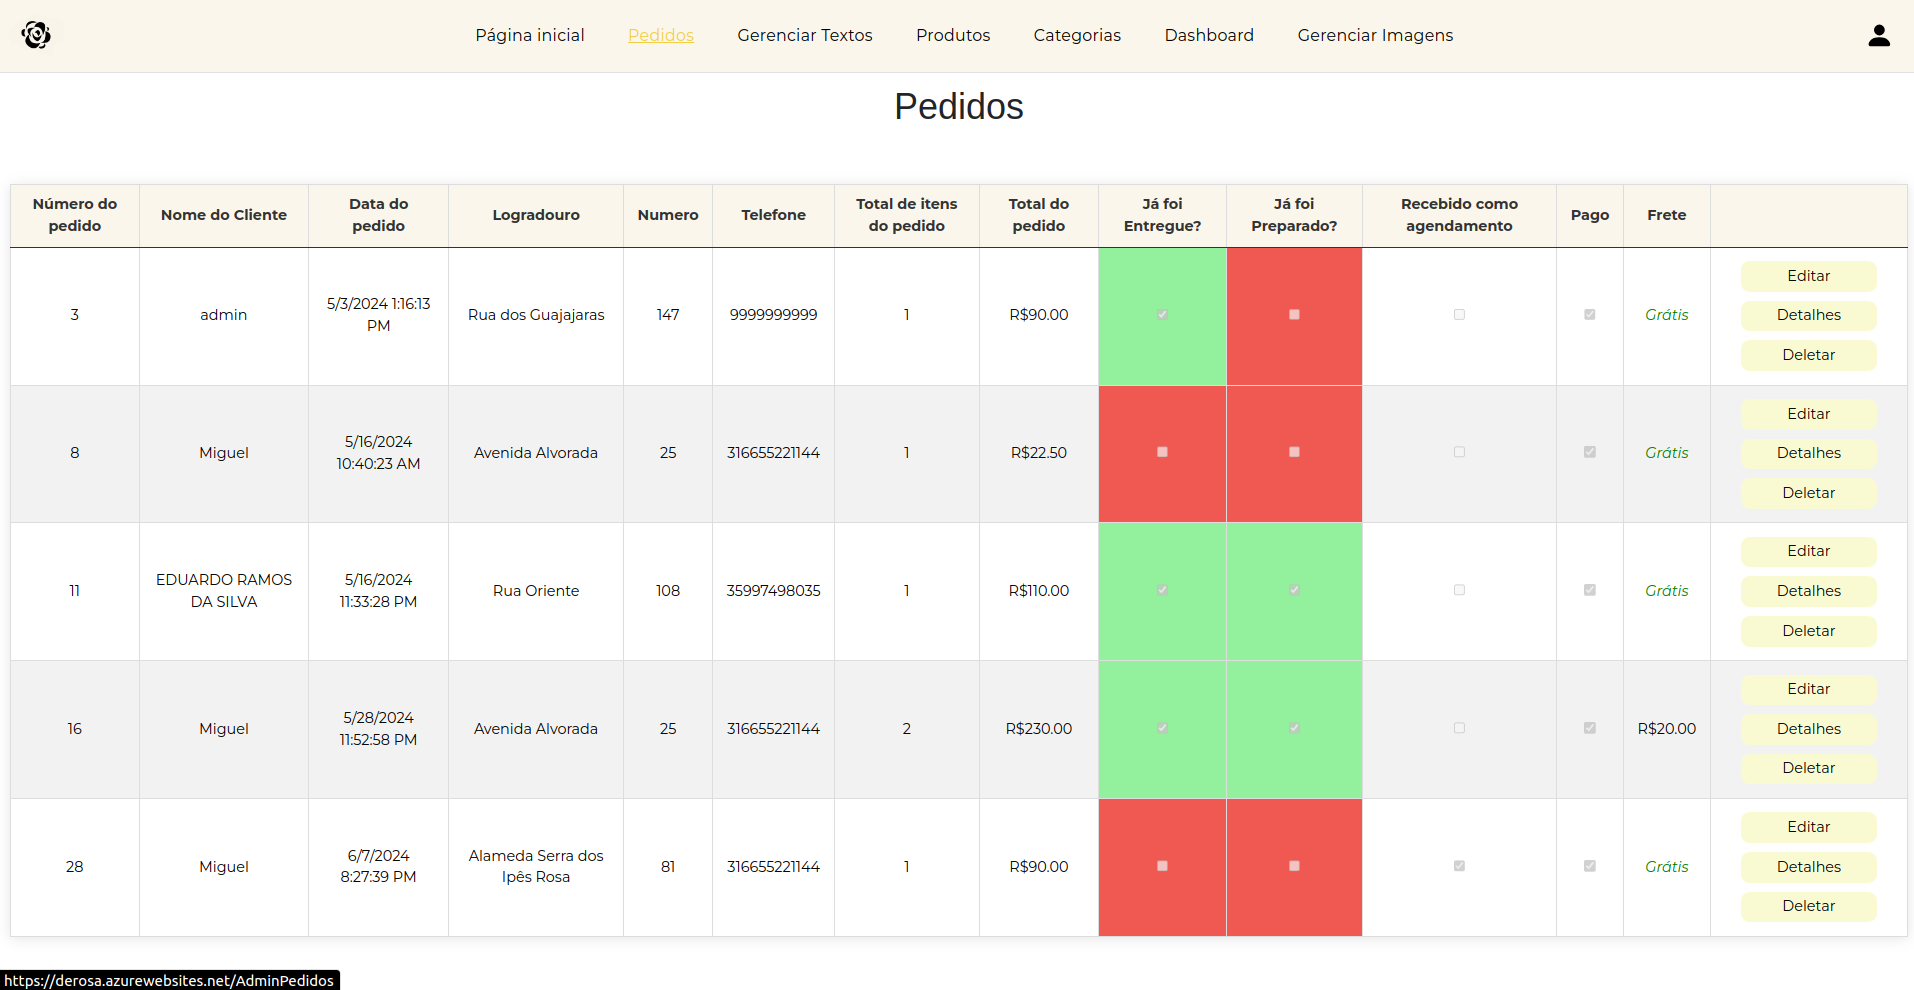 Página inicial Pedidos Gerenciar Textos Produtos Categorias Dashboard Gerenciar Imagens
Pedidos
Número do pedido Nome do Cliente Data do pedido Logradouro Numero Telefone Total de itens do pedido Total do pedido Já foi Entregue? Já foi Preparado? Recebido como agendamento Pago Frete
3 admin 5/3/2024 1:16:13 PM Rua dos Guajajaras 147 9999999999 1 R$90.00 Grátis Editar Detalhes Deletar
8 Miguel 5/16/2024 10:40:23 AM Avenida Alvorada 25 316655221144 1 R$22.50 Grátis Editar Detalhes Deletar
11 EDUARDO RAMOS DA SILVA 5/16/2024 11:33:28 PM Rua Oriente 108 35997498035 1 R$110.00 Grátis Editar Detalhes Deletar
16 Miguel 5/28/2024 11:52:58 PM Avenida Alvorada 25 316655221144 2 R$230.00 R$20.00 Editar Detalhes Deletar
28 Miguel 6/7/2024 8:27:39 PM Alameda Serra dos Ipês Rosa 81 316655221144 1 R$90.00 Grátis Editar Detalhes Deletar
https://derosa.azurewebsites.net/AdminPedidos